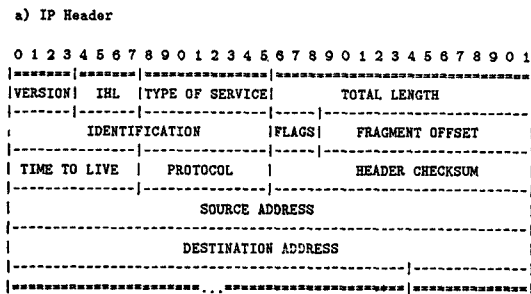 a) IP Header
0 1 2 3 4 5 6 7 8 9 0 1 2 3 4 5 6 7 8 9 0 1 2 3 4 5 6 7 8 9 0 1
VERSION IHL TYPE OF SERVICE TOTAL LENGTH
IDENTIFICATION FLAGS FRAGMENT OFFSET
TIME TO LIVE PROTOCOL HEADER CHECKSUM
SOURCE ADDRESS
DESTINATION ADDRESS
...